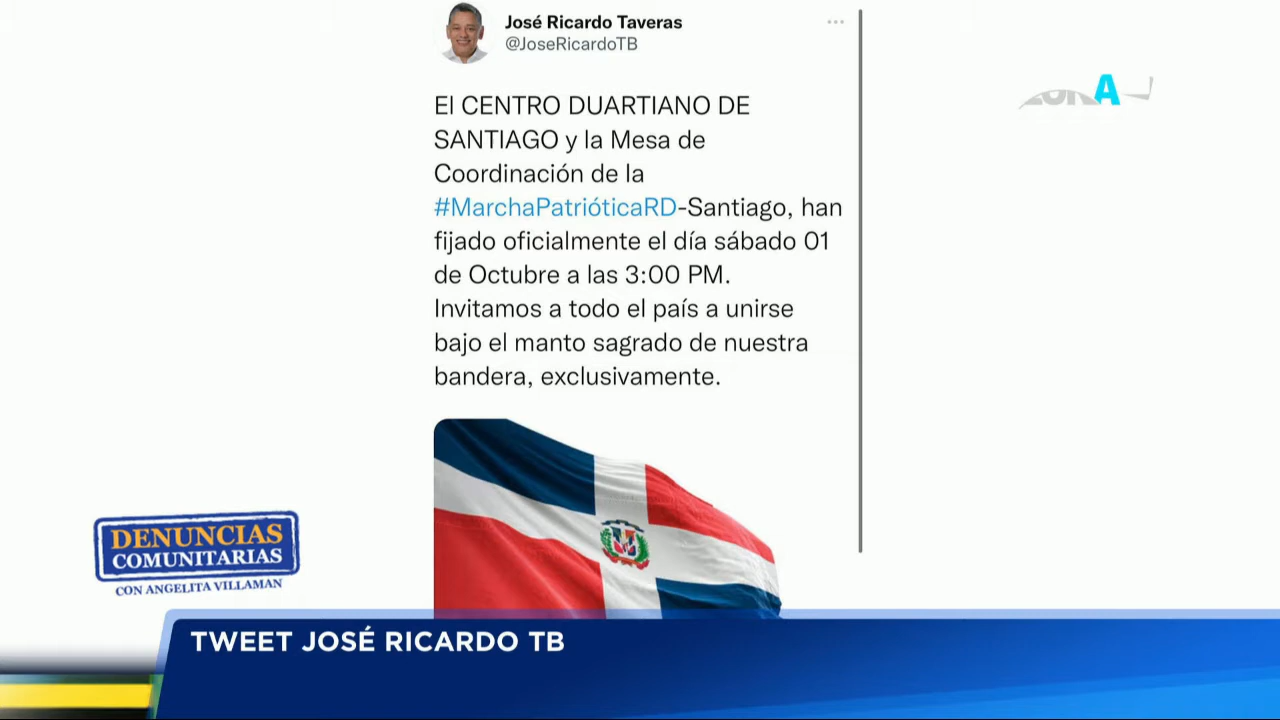 José Ricardo Taveras
@JoseRicardoTB
El CENTRO DUARTIANO DE
SANTIAGO y la Mesa de
Coordinación de la
#MarchaPatrióticaRD-Santiago, han
fijado oficialmente el día sábado 01
de Octubre a las 3:00 PM.
Invitamos a todo el país a unirse
bajo el manto sagrado de nuestra
bandera, exclusivamente.
DENUNCIAS
COMUNITARIAS
CON ANGELITA VILLAMAN
TWEET JOSÉ RICARDO TB